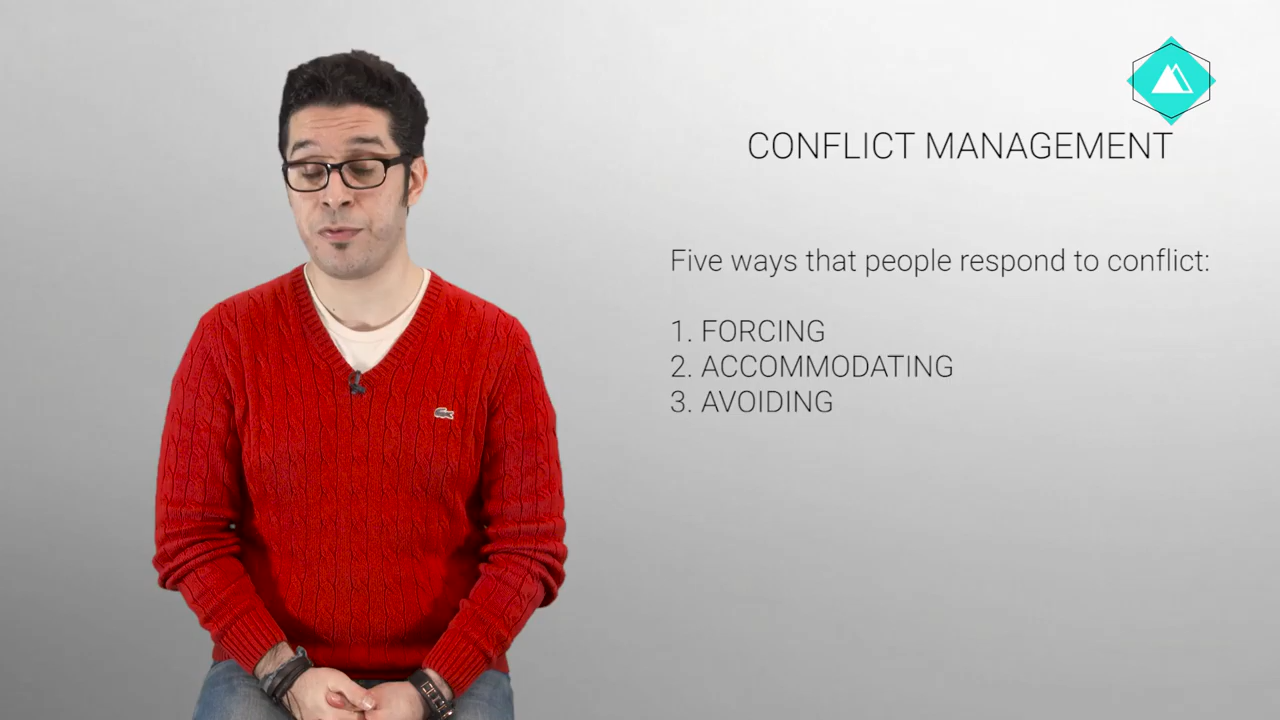 CONFLICT MANAGEMENT
Five ways that people respond to conflict:
1. FORCING
2. ACCOMMODATING
3. AVOIDING